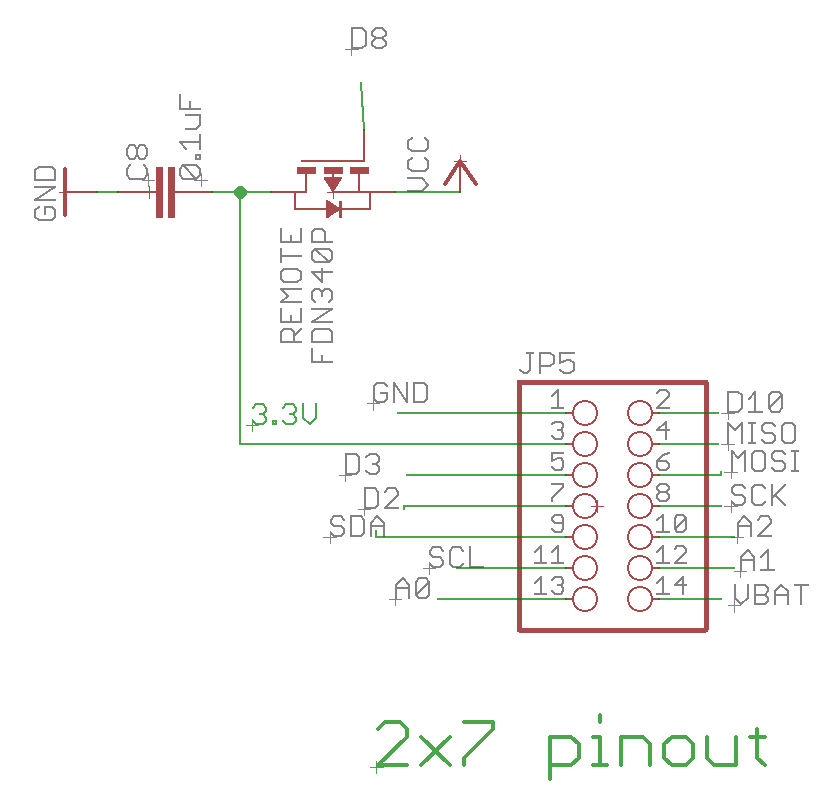 D8
C8
0.1uF
GND
VCC
REMOTE
FDN340P
JP5
3.3V
GND 1 2 D10
3 4 MISO
D3 5 6 MOSI
D2 7 8 SCK
SDA 9 10 A2
SCL 11 12 A1
A0 13 14 VBAT
2x7 pinout